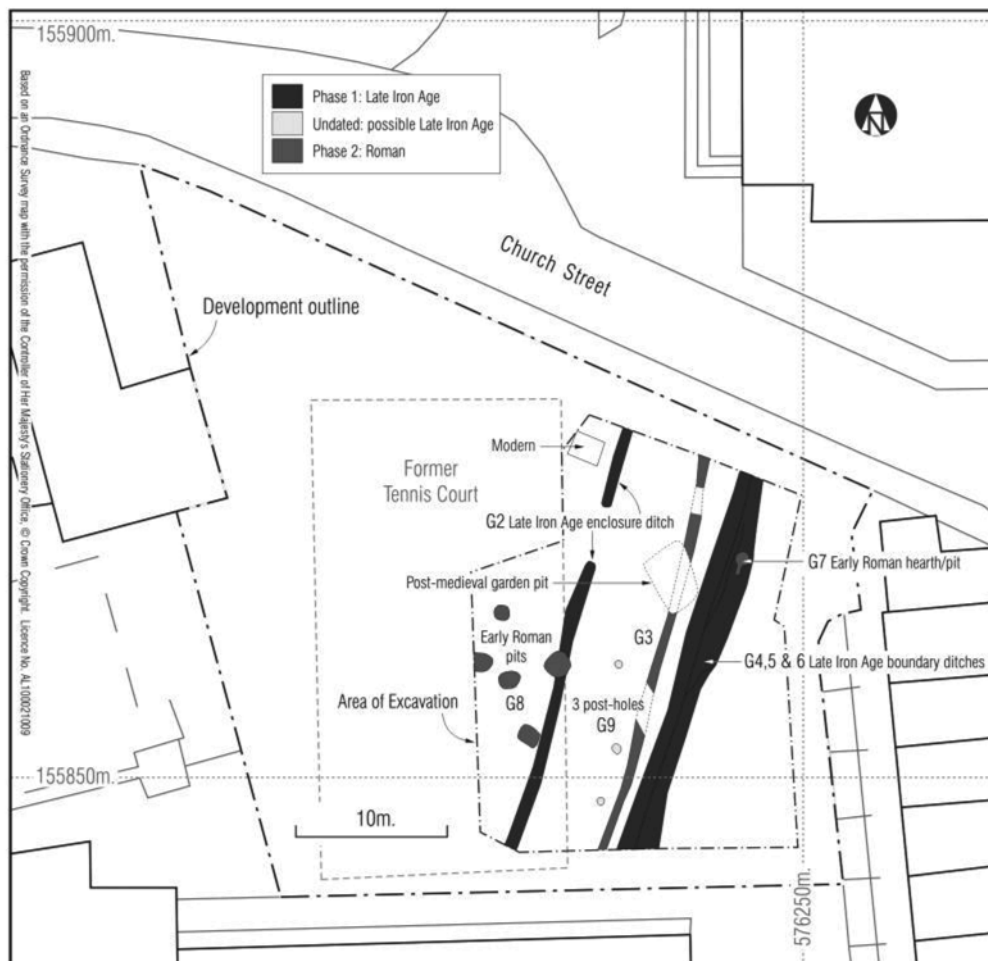 155900m.
Phase 1: Late Iron Age
Undated: possible Late Iron Age
Phase 2: Roman
N
Based on an Ordnance Survey map with the permission of the Controller of Her Majesty's Stationery Office, © Crown Copyright. Licence No. AL100021009
Church Street
Development outline
Modern
Former
Tennis Court
G2 Late Iron Age enclosure ditch
Post-medieval garden pit
G7 Early Roman hearth/pit
Early Roman
pits
G3
G4,5 & 6 Late Iron Age boundary ditches
Area of Excavation
G8
3 post-holes
G9
155850m.
10m.
576250m.